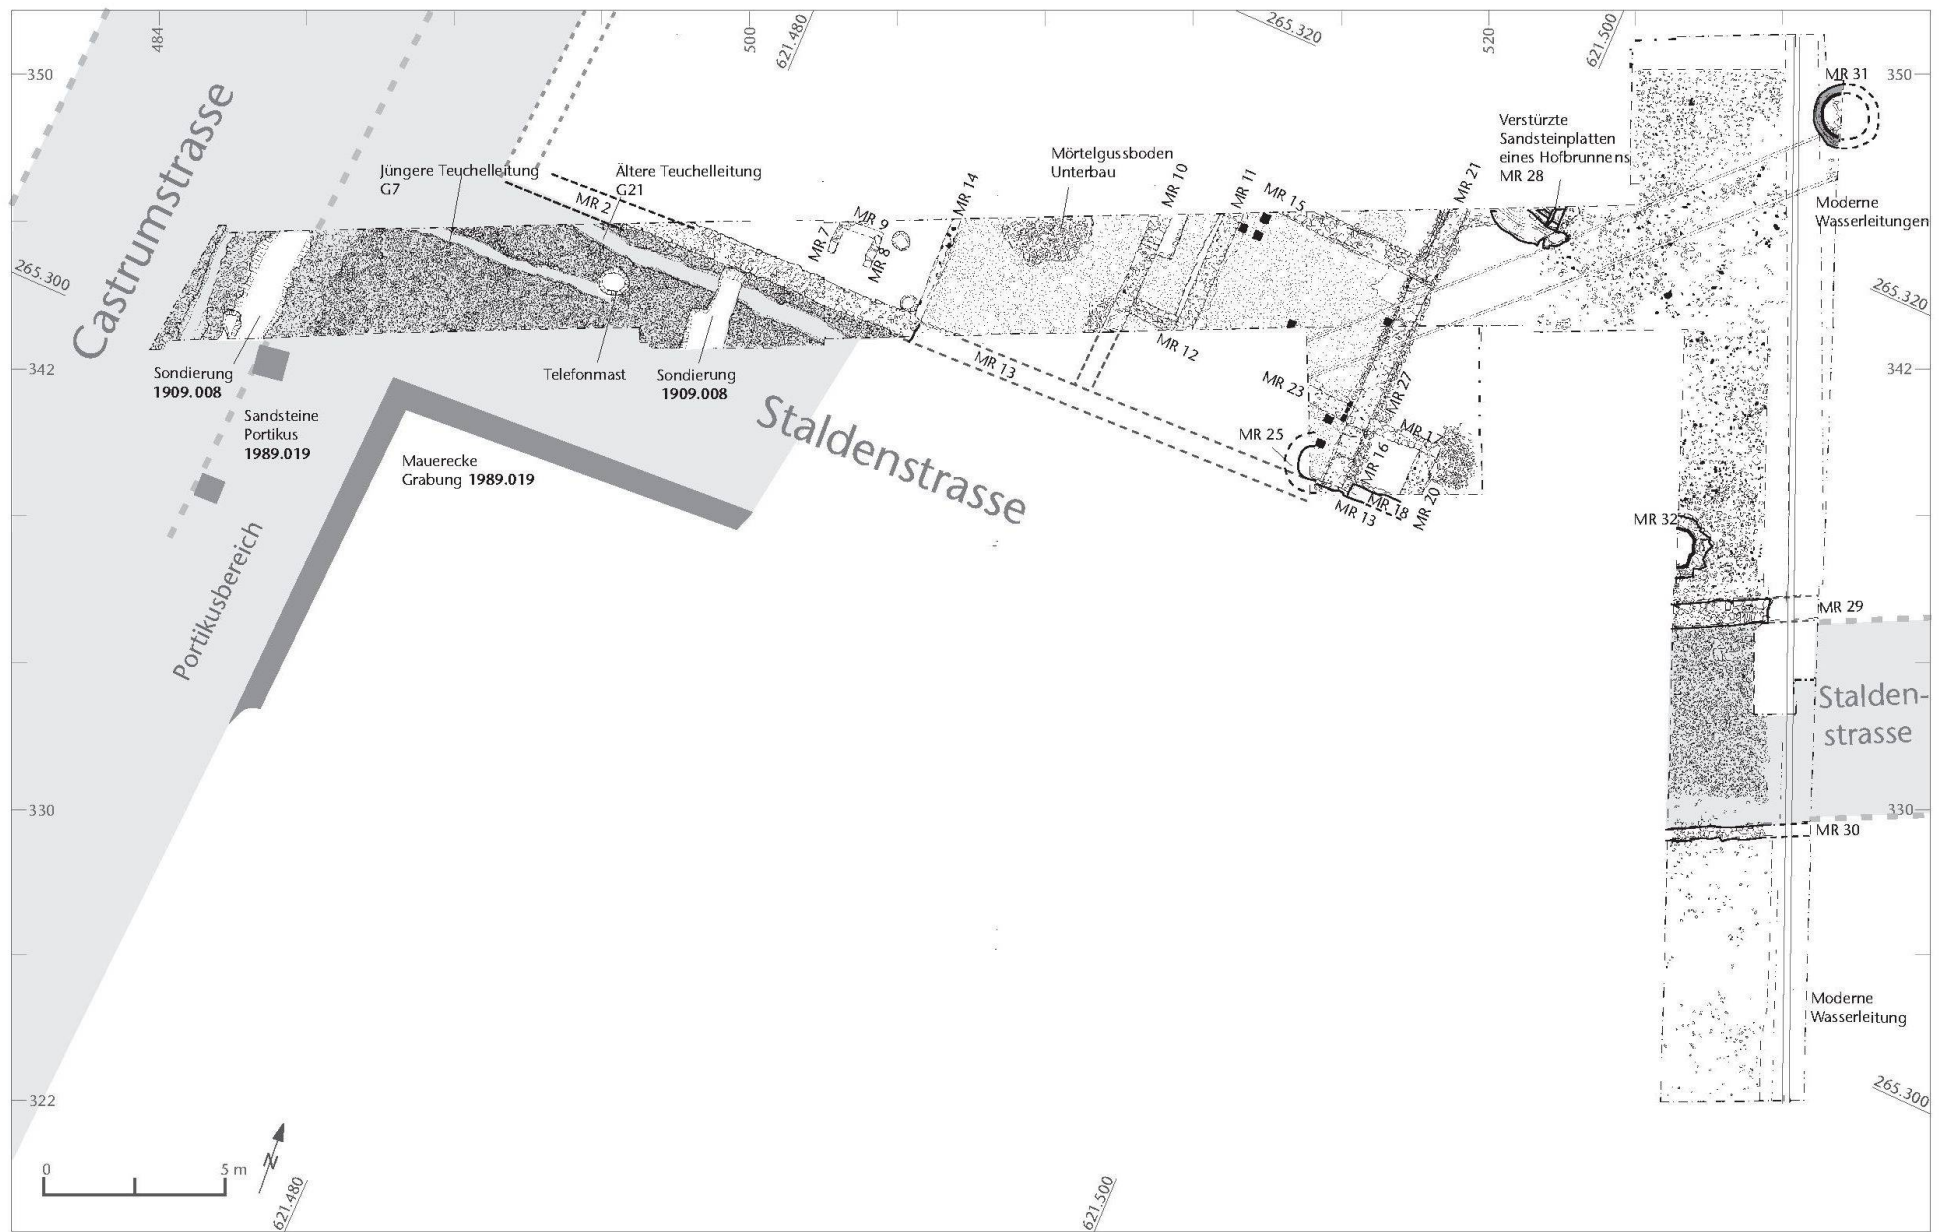 484
500
621.480
265.320
520
621.500
350
350
MR 31
Verstürzte
Sandsteinplatten
eines Hofbrunnens
MR 28
Castrumstrasse
Jüngere Teuchelleitung
G7
Ältere Teuchelleitung
G21
MR 2
Mörtelgussboden
Unterbau
MR 7
MR 9
MR 8
MR 14
MR 10
MR 11
MR 15
MR 21
Moderne
Wasserleitungen
265.300
265.320
Sondierung
1909.008
342
Telefonmast
Sondierung
1909.008
MR 13
MR 12
MR 23
MR 27
342
Sandsteine
Portikus
1989.019
Staldenstrasse
MR 25
MR 17
MR 16
Mauerecke
Grabung 1989.019
MR 18
MR 13
MR 20
MR 32
Portikusbereich
MR 29
Stalden-
strasse
330
330
MR 30
Moderne
Wasserleitung
322
265.300
0
5 m
N
621.480
621.500